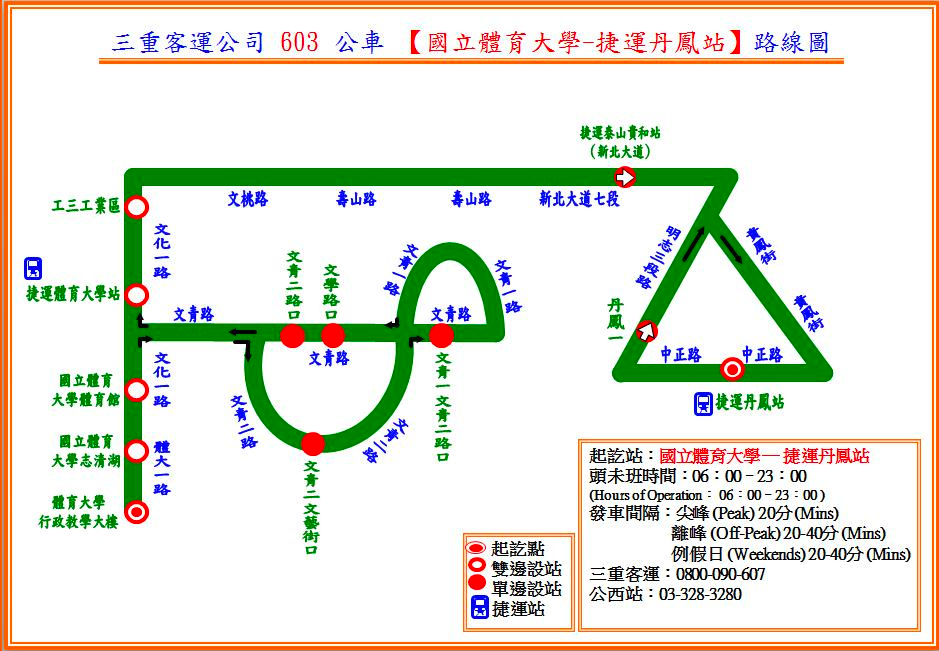 三重客運公司 603 公車 【國立體育大學-捷運丹鳳站】路線圖
捷運泰山貴和站
(新北大道)
文桃路
壽山路
壽山路
新北大道七段
工三工業區
文化一路
捷運體育大學站
文青路
文青二路口
文學路口
文青一路
文青一路
文青路
文青路
明志三段路
貴鳳街
貴鳳街
丹鳳一
中正路
中正路
捷運丹鳳站
國立體育
大學體育館
文化一路
國立體育
大學志清湖
體大一路
體育大學
行政教學大樓
文青二路
文青二路
文青一文青二路口
文青二文藝街口
起訖點
雙邊設站
單邊設站
捷運站
起訖站：國立體育大學—捷運丹鳳站
頭末班時間：06：00－23：00
(Hours of Operation： 06：00－23：00 )
發車間隔：尖峰 (Peak) 20分 (Mins)
離峰 (Off-Peak) 20-40分 (Mins)
例假日 (Weekends) 20-40分 (Mins)
三重客運：0800-090-607
公西站：03-328-3280